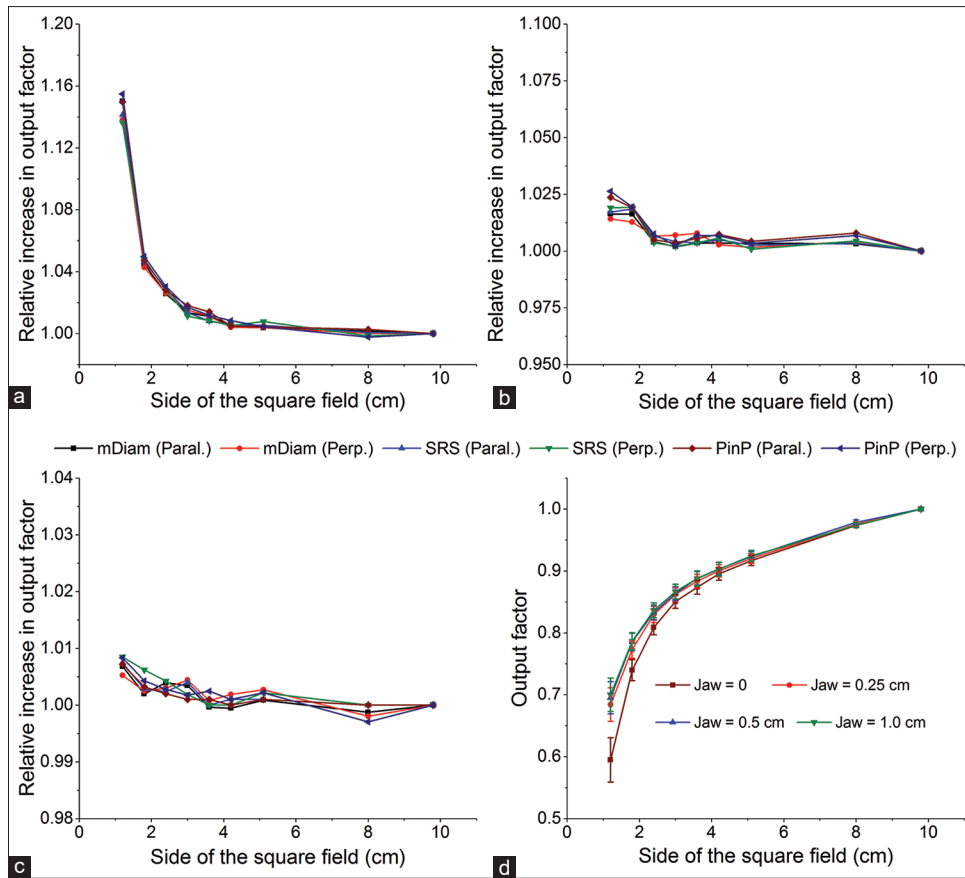 1.20
1.16
1.12
1.08
1.04
1.00
Relative increase in output factor
0 2 4 6 8 10
Side of the square field (cm)
a
1.100
1.075
1.050
1.025
1.000
0.975
0.950
Relative increase in output factor
0 2 4 6 8 10
Side of the square field (cm)
b
mDiam (Paral.) mDiam (Perp.) SRS (Paral.) SRS (Perp.) PinP (Paral.) PinP (Perp.)
1.04
1.03
1.02
1.01
1.00
0.99
0.98
Relative increase in output factor
0 2 4 6 8 10
Side of the square field (cm)
c
1.0
0.9
0.8
0.7
0.6
0.5
Output factor
Jaw = 0 Jaw = 0.25 cm
Jaw = 0.5 cm Jaw = 1.0 cm
0 2 4 6 8 10
Side of the square field (cm)
d